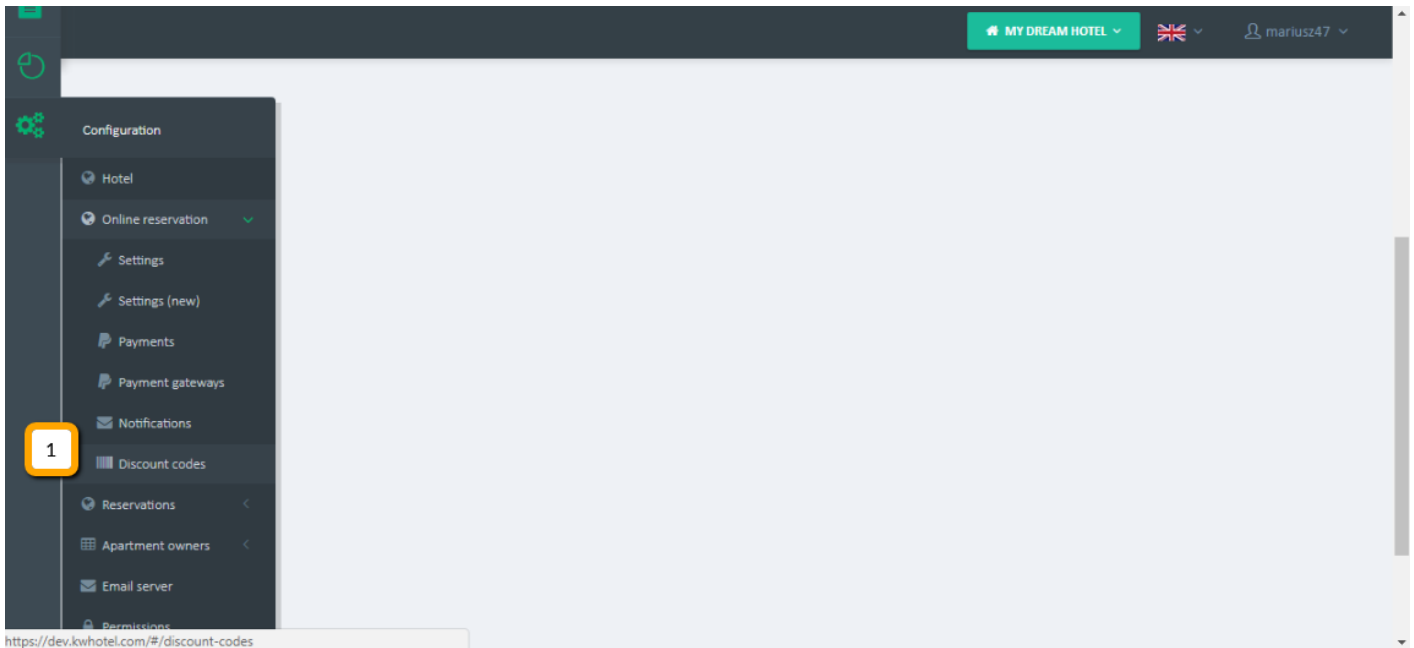 MY DREAM HOTEL
mariusz47
Configuration
Hotel
Online reservation
Settings
Settings (new)
Payments
Payment gateways
Notifications
1
Discount codes
Reservations
Apartment owners
Email server
Permissions
https://dev.kwhotel.com/#/discount-codes